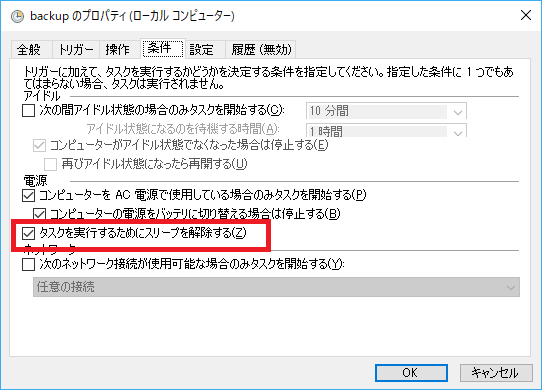 backup のプロパティ (ローカル コンピューター)
全般 トリガー 操作 条件 設定 履歴 (無効)
トリガーに加えて、タスクを実行するかどうかを決定する条件を指定してください。指定した条件に 1 つでもあ
てはまらない場合、タスクは実行されません。
アイドル
次の間アイドル状態の場合のみタスクを開始する(C): 10 分間
アイドル状態になるのを待機する時間(A): 1 時間
コンピューターがアイドル状態でなくなった場合は停止する(E)
再びアイドル状態になったら再開する(U)
電源
コンピューターを AC 電源で使用している場合のみタスクを開始する(P)
コンピューターの電源をバッテリに切り替える場合は停止する(B)
タスクを実行するためにスリープを解除する(Z)
ネットワーク
次のネットワーク接続が使用可能な場合のみタスクを開始する(Y):
任意の接続
OK キャンセル